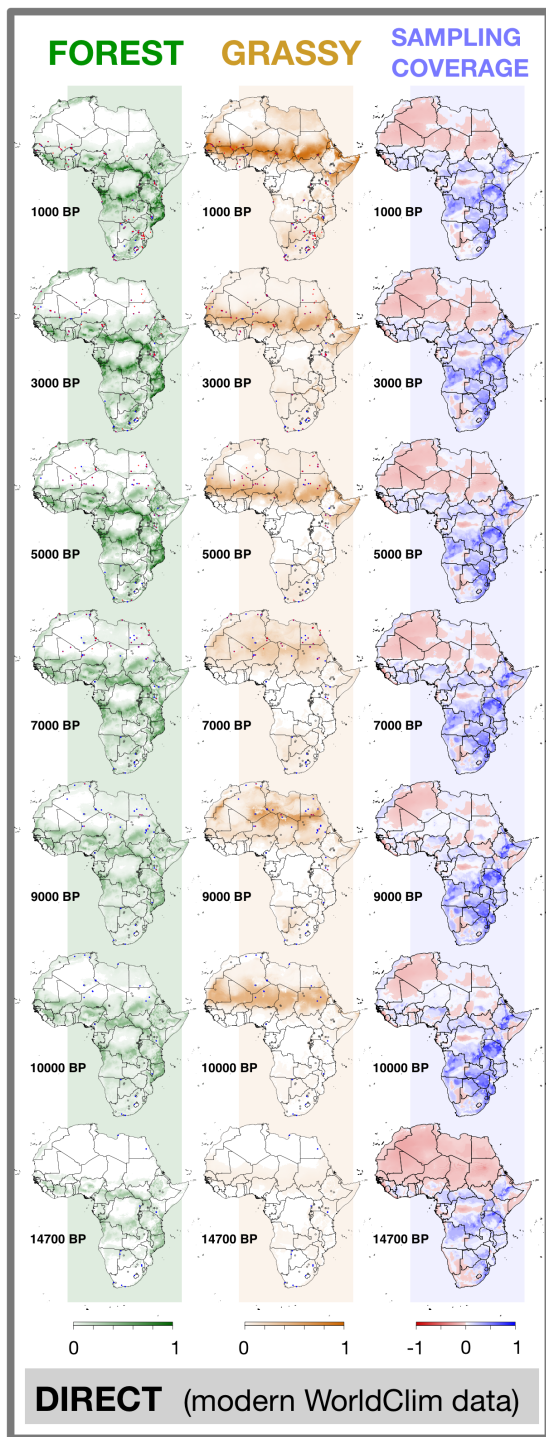 FOREST GRASSY SAMPLING COVERAGE
1000 BP 1000 BP 1000 BP
3000 BP 3000 BP 3000 BP
5000 BP 5000 BP 5000 BP
7000 BP 7000 BP 7000 BP
9000 BP 9000 BP 9000 BP
10000 BP 10000 BP 10000 BP
14700 BP 14700 BP 14700 BP
0 1 0 1 -1 0 1
DIRECT (modern WorldClim data)